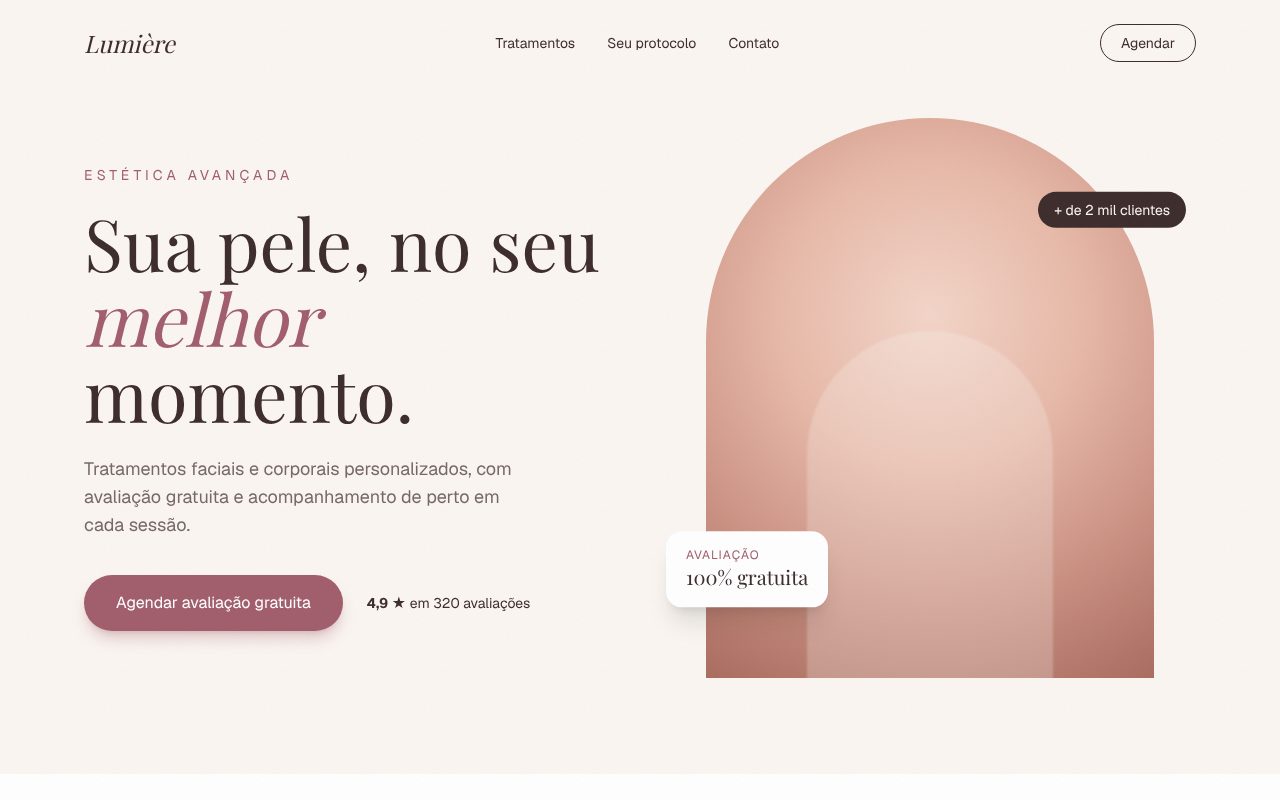 Lumière
Tratamentos
Seu protocolo
Contato
Agendar
ESTÉTICA AVANÇADA
Sua pele, no seu
melhor
momento.
Tratamentos faciais e corporais personalizados, com
avaliação gratuita e acompanhamento de perto em
cada sessão.
Agendar avaliação gratuita
4,9 ★ em 320 avaliações
+ de 2 mil clientes
AVALIAÇÃO
100% gratuita